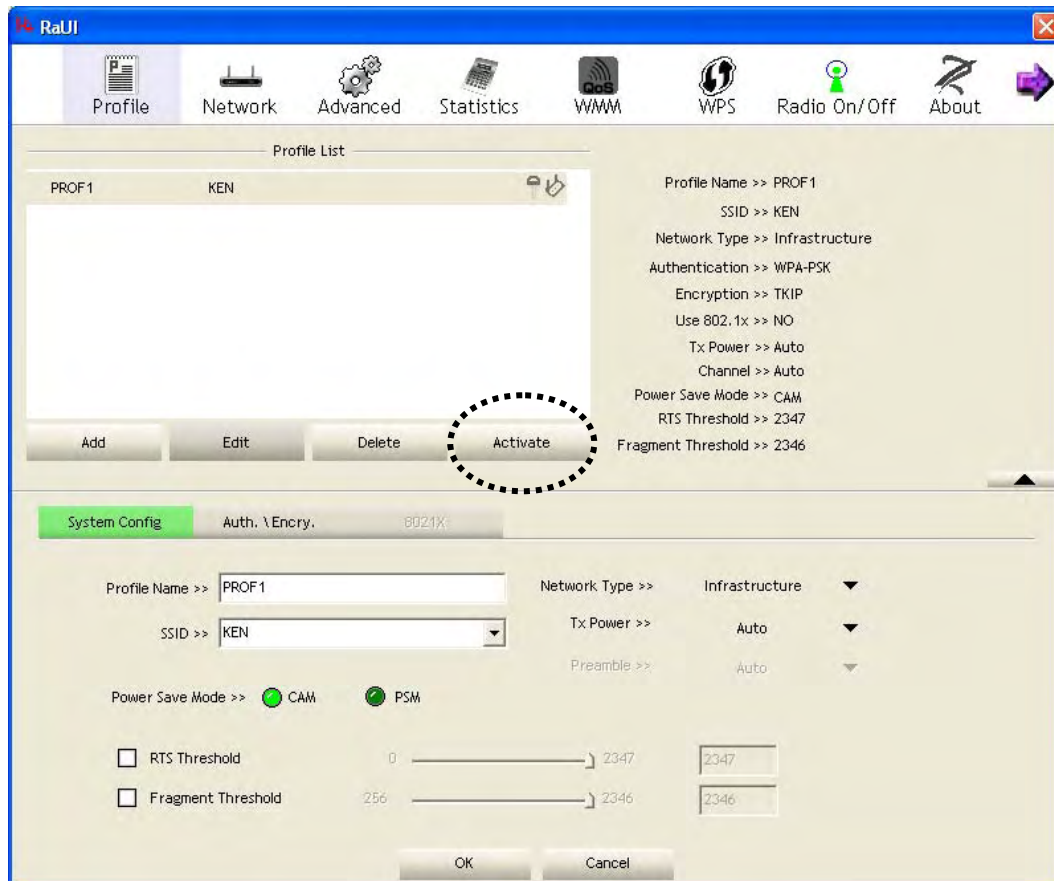 RaUI
Profile Network Advanced Statistics QoS WMM WPS Radio On/Off About
Profile List
PROF1 KEN
Profile Name >> PROF1
SSID >> KEN
Network Type >> Infrastructure
Authentication >> WPA-PSK
Encryption >> TKIP
Use 802.1x >> NO
Tx Power >> Auto
Channel >> Auto
Power Save Mode >> CAM
RTS Threshold >> 2347
Fragment Threshold >> 2346
Add Edit Delete Activate
System Config Auth. \ Encry. 8021X
Profile Name >> PROF1 Network Type >> Infrastructure
SSID >> KEN Tx Power >> Auto
Preamble >> Auto
Power Save Mode >> CAM PSM
RTS Threshold 0 2347 2347
Fragment Threshold 256 2346 2346
OK Cancel